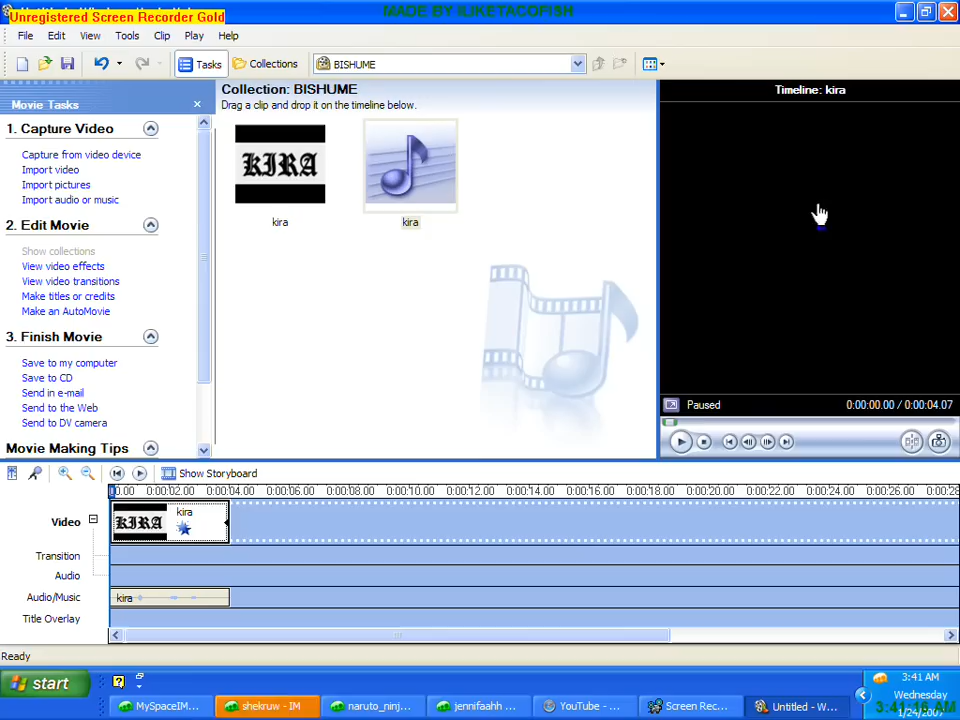 Unregistered Screen Recorder Gold
MADE BY ILIKETACOFISH
File Edit View Tools Clip Play Help
Tasks Collections BISHUME
Movie Tasks
Collection: BISHUME
Drag a clip and drop it on the timeline below.
Timeline: kira
1. Capture Video
Capture from video device
Import video
Import pictures
Import audio or music
KIRA
kira
kira
2. Edit Movie
Show collections
View video effects
View video transitions
Make titles or credits
Make an AutoMovie
3. Finish Movie
Save to my computer
Save to CD
Send in e-mail
Send to the Web
Send to DV camera
Movie Making Tips
Paused 0:00:00.00 / 0:00:04.07
Show Storyboard
0.00 0:00:02.00 0:00:04.00 0:00:06.00 0:00:08.00 0:00:10.00 0:00:12.00 0:00:14.00 0:00:16.00 0:00:18.00 0:00:20.00 0:00:22.00 0:00:24.00 0:00:26.00 0:00:28
Video KIRA kira
Transition
Audio
Audio/Music kira
Title Overlay
Ready
start
3:41 AM
Wednesday
1/24/2007
MySpaceIM... shekruw - IM naruto_ninj... jennifaahh ... YouTube - ... Screen Rec... Untitled - W...